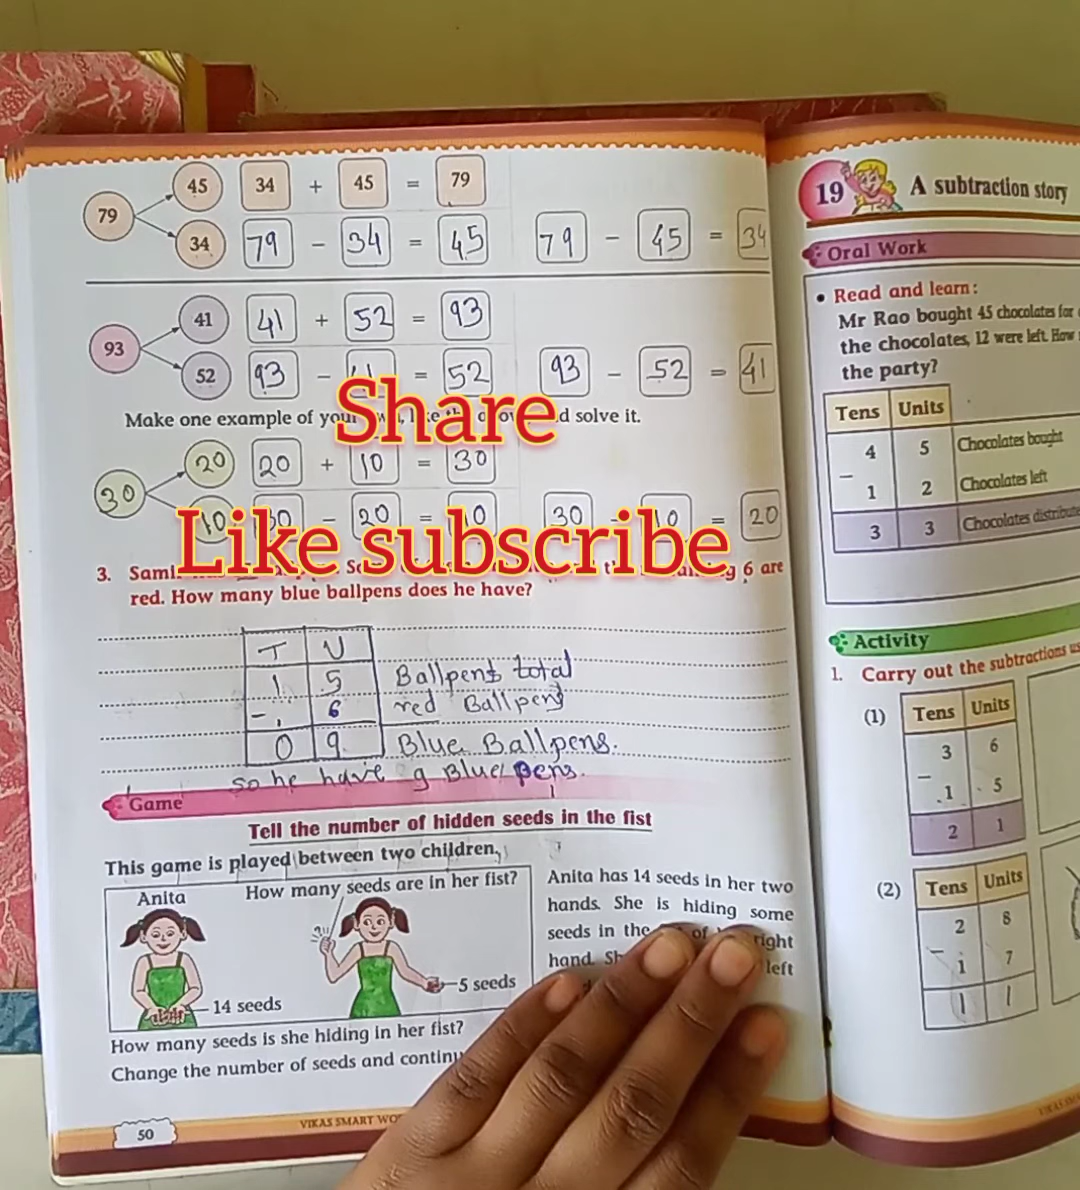 79 45 34 + 45 = 79
34 79 - 34 = 45 79 - 45 = 34
93 41 41 + 52 = 93
52 93 - = 52 93 - 52 = 41
Share
Make one example of your solve it.
30 20 20 + 10 = 30
10 - 20 = 10 30 10 = 20
Like subscribe
3. 6 are
red. How many blue ballpens does he have?
T U
1 5 Ballpens total
- 6 red Ballpens
0 9 Blue Ballpens.
so he have 9 Blue pens.
Game
Tell the number of hidden seeds in the fist
This game is played between two children,
Anita
How many seeds are in her fist?
14 seeds
5 seeds
Anita has 14 seeds in her two
hands. She is hiding some
seeds in the of right
hand. left
How many seeds is she hiding in her fist?
Change the number of seeds and
50
VIKAS SMART
19 A subtraction story
Oral Work
• Read and learn:
Mr Rao bought 45 chocolates for
the chocolates, 12 were left. How
the party?
Tens Units
4 5 Chocolates bought
- 1 2 Chocolates left
3 3 Chocolates
Activity
1. Carry out the subtractions
(1) Tens Units
3 6
- 1 5
2 1
(2) Tens Units
2 8
- 1 7
1 1